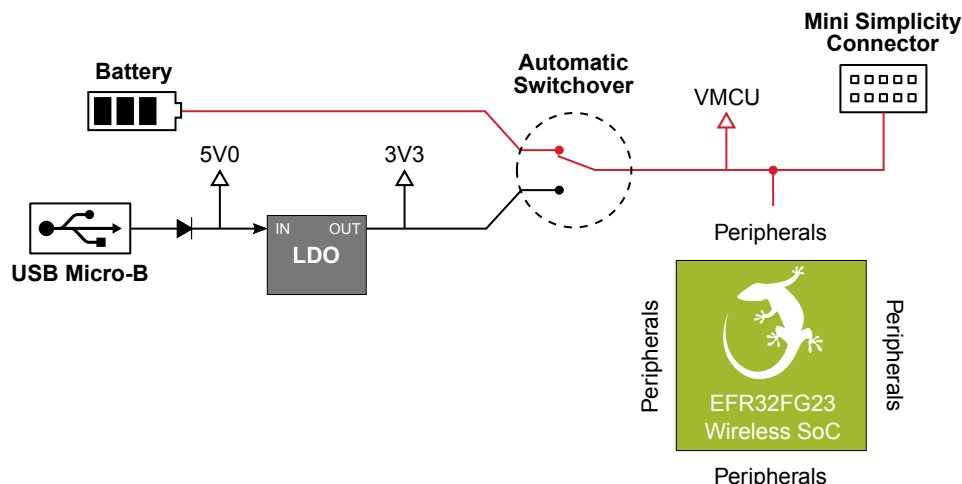 Mini Simplicity
Connector
Battery
Automatic
Switchover
VMCU
5V0
3V3
IN
OUT
LDO
USB Micro-B
Peripherals
Peripherals
Peripherals
EFR32FG23
Wireless SoC
Peripherals